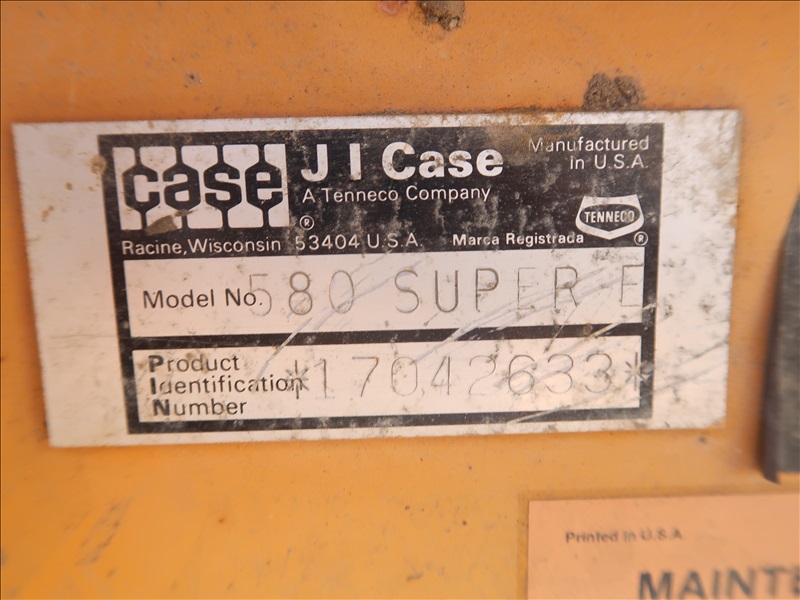 case
J I Case
Manufactured
in U.S.A.
A Tenneco Company
®
TENNECO
Racine, Wisconsin 53404 U.S.A. Marca Registrada ®
Model No. 580 SUPER E
Product
Identification
Number
*17042633*
Printed in U.S.A.